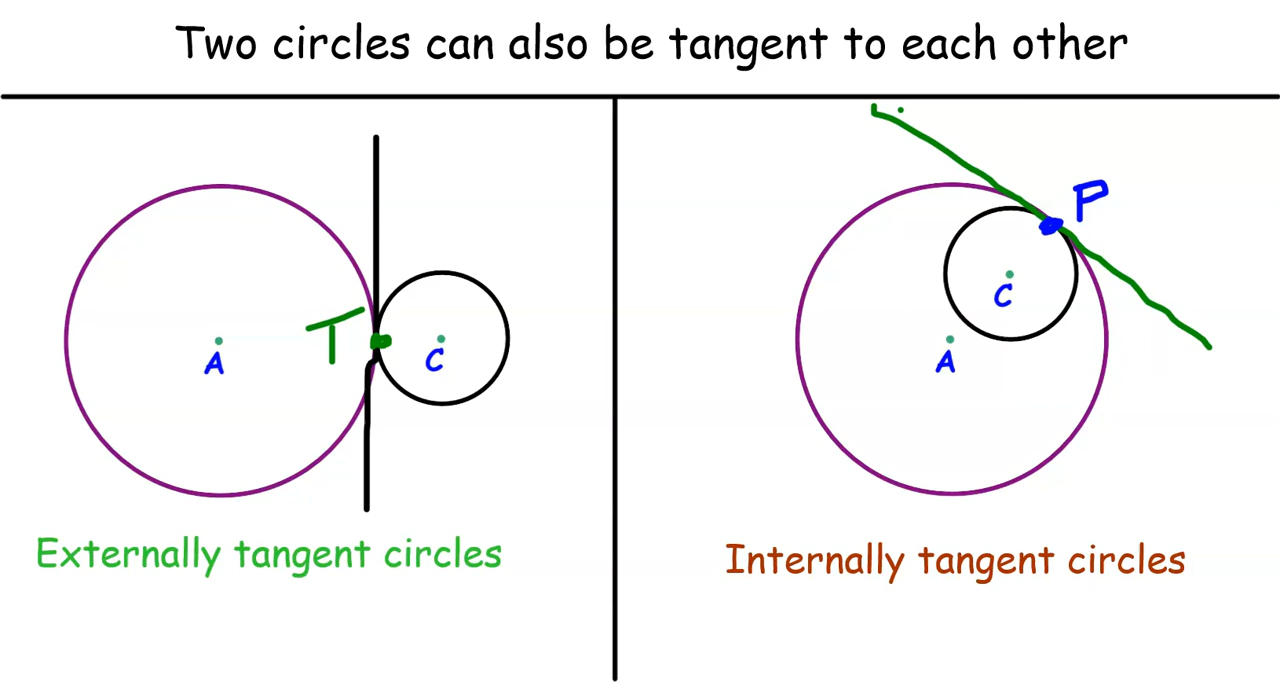 Two circles can also be tangent to each other
T
A
C
Externally tangent circles
P
C
A
Internally tangent circles